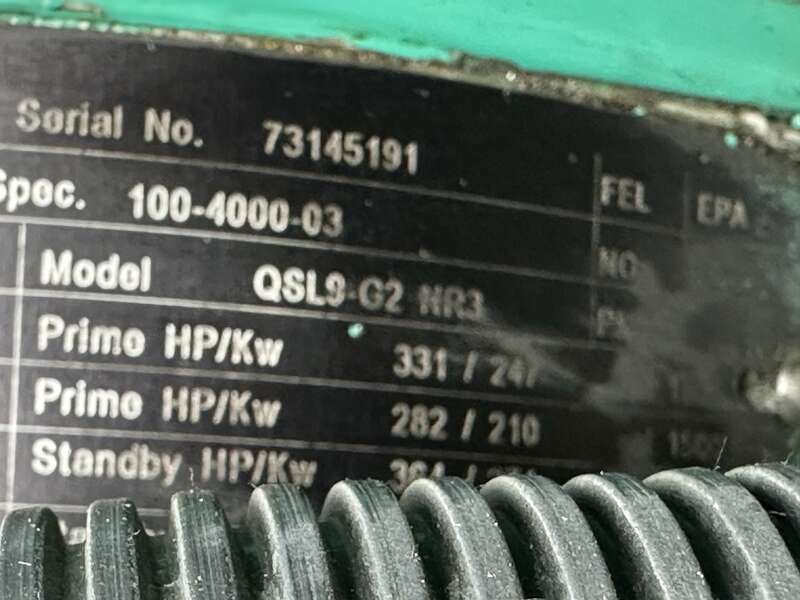 Serial No. 73145191
Spec. 100-4000-03 FEL EPA
Model QSL9-G2 NR3 NO
Prime HP/Kw 331 / 247
Prime HP/Kw 282 / 210
Standby HP/Kw 364 /